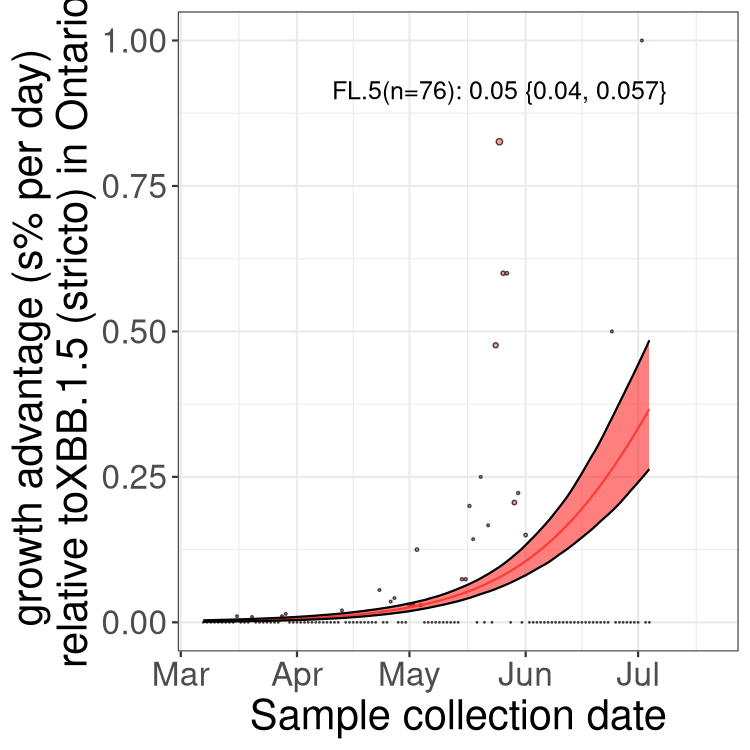 growth advantage (s% per day)
relative toXBB.1.5 (stricto) in Ontario
1.00
0.75
0.50
0.25
0.00
FL.5(n=76): 0.05 {0.04, 0.057}
Mar Apr May Jun Jul
Sample collection date